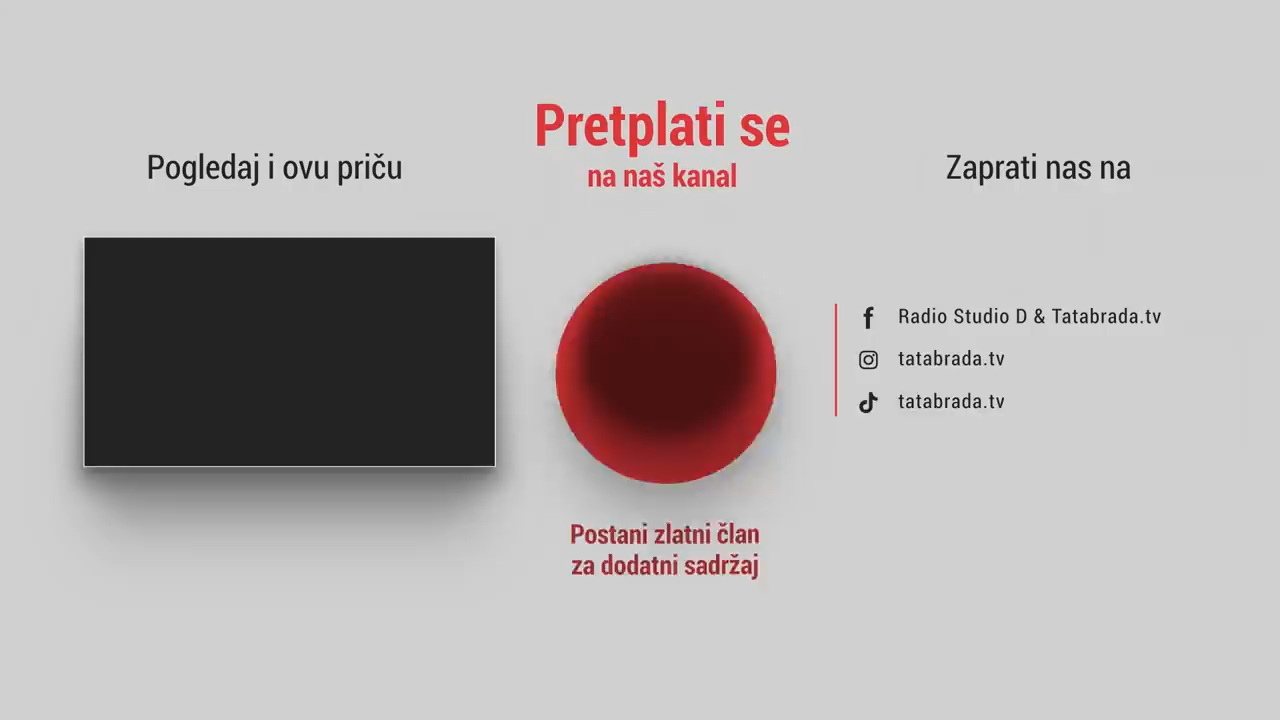 Pogledaj i ovu priču
Pretplati se
na naš kanal
Postani zlatni član
za dodatni sadržaj
Zaprati nas na
Radio Studio D & Tatabrada.tv
tatabrada.tv
tatabrada.tv